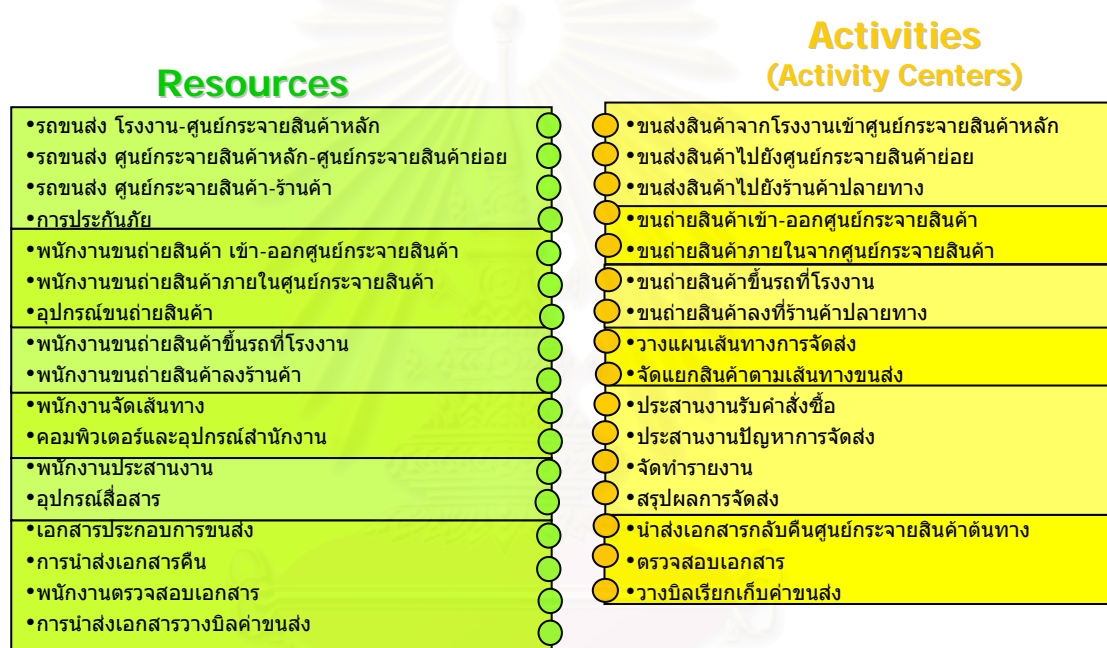 Resources
•รถขนส่ง โรงงาน-ศูนย์กระจายสินค้าหลัก
•รถขนส่ง ศูนย์กระจายสินค้าหลัก-ศูนย์กระจายสินค้าย่อย
•รถขนส่ง ศูนย์กระจายสินค้า-ร้านค้า
•การประกันภัย
•พนักงานขนถ่ายสินค้า เข้า-ออกศูนย์กระจายสินค้า
•พนักงานขนถ่ายสินค้าภายในศูนย์กระจายสินค้า
•อุปกรณ์ขนถ่ายสินค้า
•พนักงานขนถ่ายสินค้าขึ้นรถที่โรงงาน
•พนักงานขนถ่ายสินค้าลงร้านค้า
•พนักงานจัดเส้นทาง
•คอมพิวเตอร์และอุปกรณ์สำนักงาน
•พนักงานประสานงาน
•อุปกรณ์สื่อสาร
•เอกสารประกอบการขนส่ง
•การนำส่งเอกสารคืน
•พนักงานตรวจสอบเอกสาร
•การนำส่งเอกสารวางบิลค่าขนส่ง
Activities
(Activity Centers)
•ขนส่งสินค้าจากโรงงานเข้าศูนย์กระจายสินค้าหลัก
•ขนส่งสินค้าไปยังศูนย์กระจายสินค้าย่อย
•ขนส่งสินค้าไปยังร้านค้าปลายทาง
•ขนถ่ายสินค้าเข้า-ออกศูนย์กระจายสินค้า
•ขนถ่ายสินค้าภายในจากศูนย์กระจายสินค้า
•ขนถ่ายสินค้าขึ้นรถที่โรงงาน
•ขนถ่ายสินค้าลงที่ร้านค้าปลายทาง
•วางแผนเส้นทางการจัดส่ง
•จัดแยกสินค้าตามเส้นทางขนส่ง
•ประสานงานรับคำสั่งซื้อ
•ประสานงานปัญหาการจัดส่ง
•จัดทำรายงาน
•สรุปผลการจัดส่ง
•นำส่งเอกสารกลับคืนศูนย์กระจายสินค้าต้นทาง
•ตรวจสอบเอกสาร
•วางบิลเรียกเก็บค่าขนส่ง